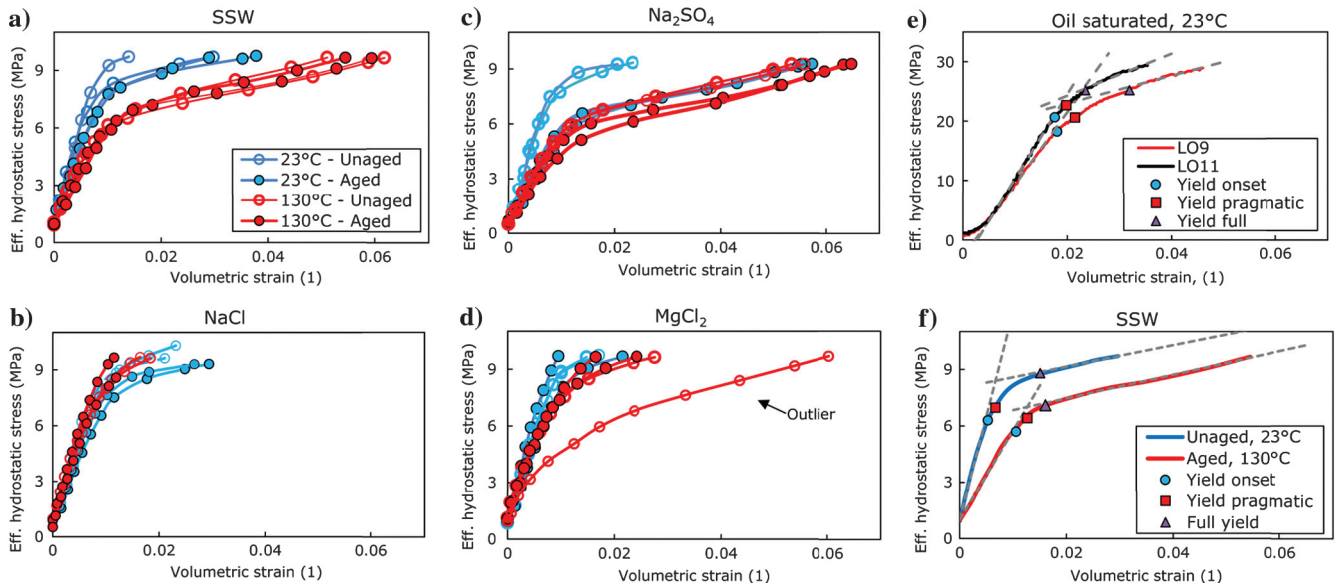 a)
SSW
Eff. hydrostatic stress (MPa)
12
9
6
3
0
0
0.02
0.04
0.06
Volumetric strain (1)
23°C - Unaged
23°C - Aged
130°C - Unaged
130°C - Aged
c)
Na₂SO₄
Eff. hydrostatic stress (MPa)
12
9
6
3
0
0
0.02
0.04
0.06
Volumetric strain (1)
e)
Oil saturated, 23°C
Eff. hydrostatic stress (MPa)
40
30
20
10
0
0
0.02
0.04
0.06
Volumetric strain, (1)
LO9
LO11
Yield onset
Yield pragmatic
Yield full
b)
NaCl
Eff. hydrostatic stress (MPa)
9
6
3
0
0
0.02
0.04
0.06
Volumetric strain (1)
d)
MgCl₂
Eff. hydrostatic stress (MPa)
9
6
3
0
0
0.02
0.04
0.06
Volumetric strain (1)
Outlier
f)
SSW
Eff. hydrostatic stress (MPa)
9
6
3
0
0
0.02
0.04
0.06
Volumetric strain (1)
Unaged, 23°C
Aged, 130°C
Yield onset
Yield pragmatic
Full yield